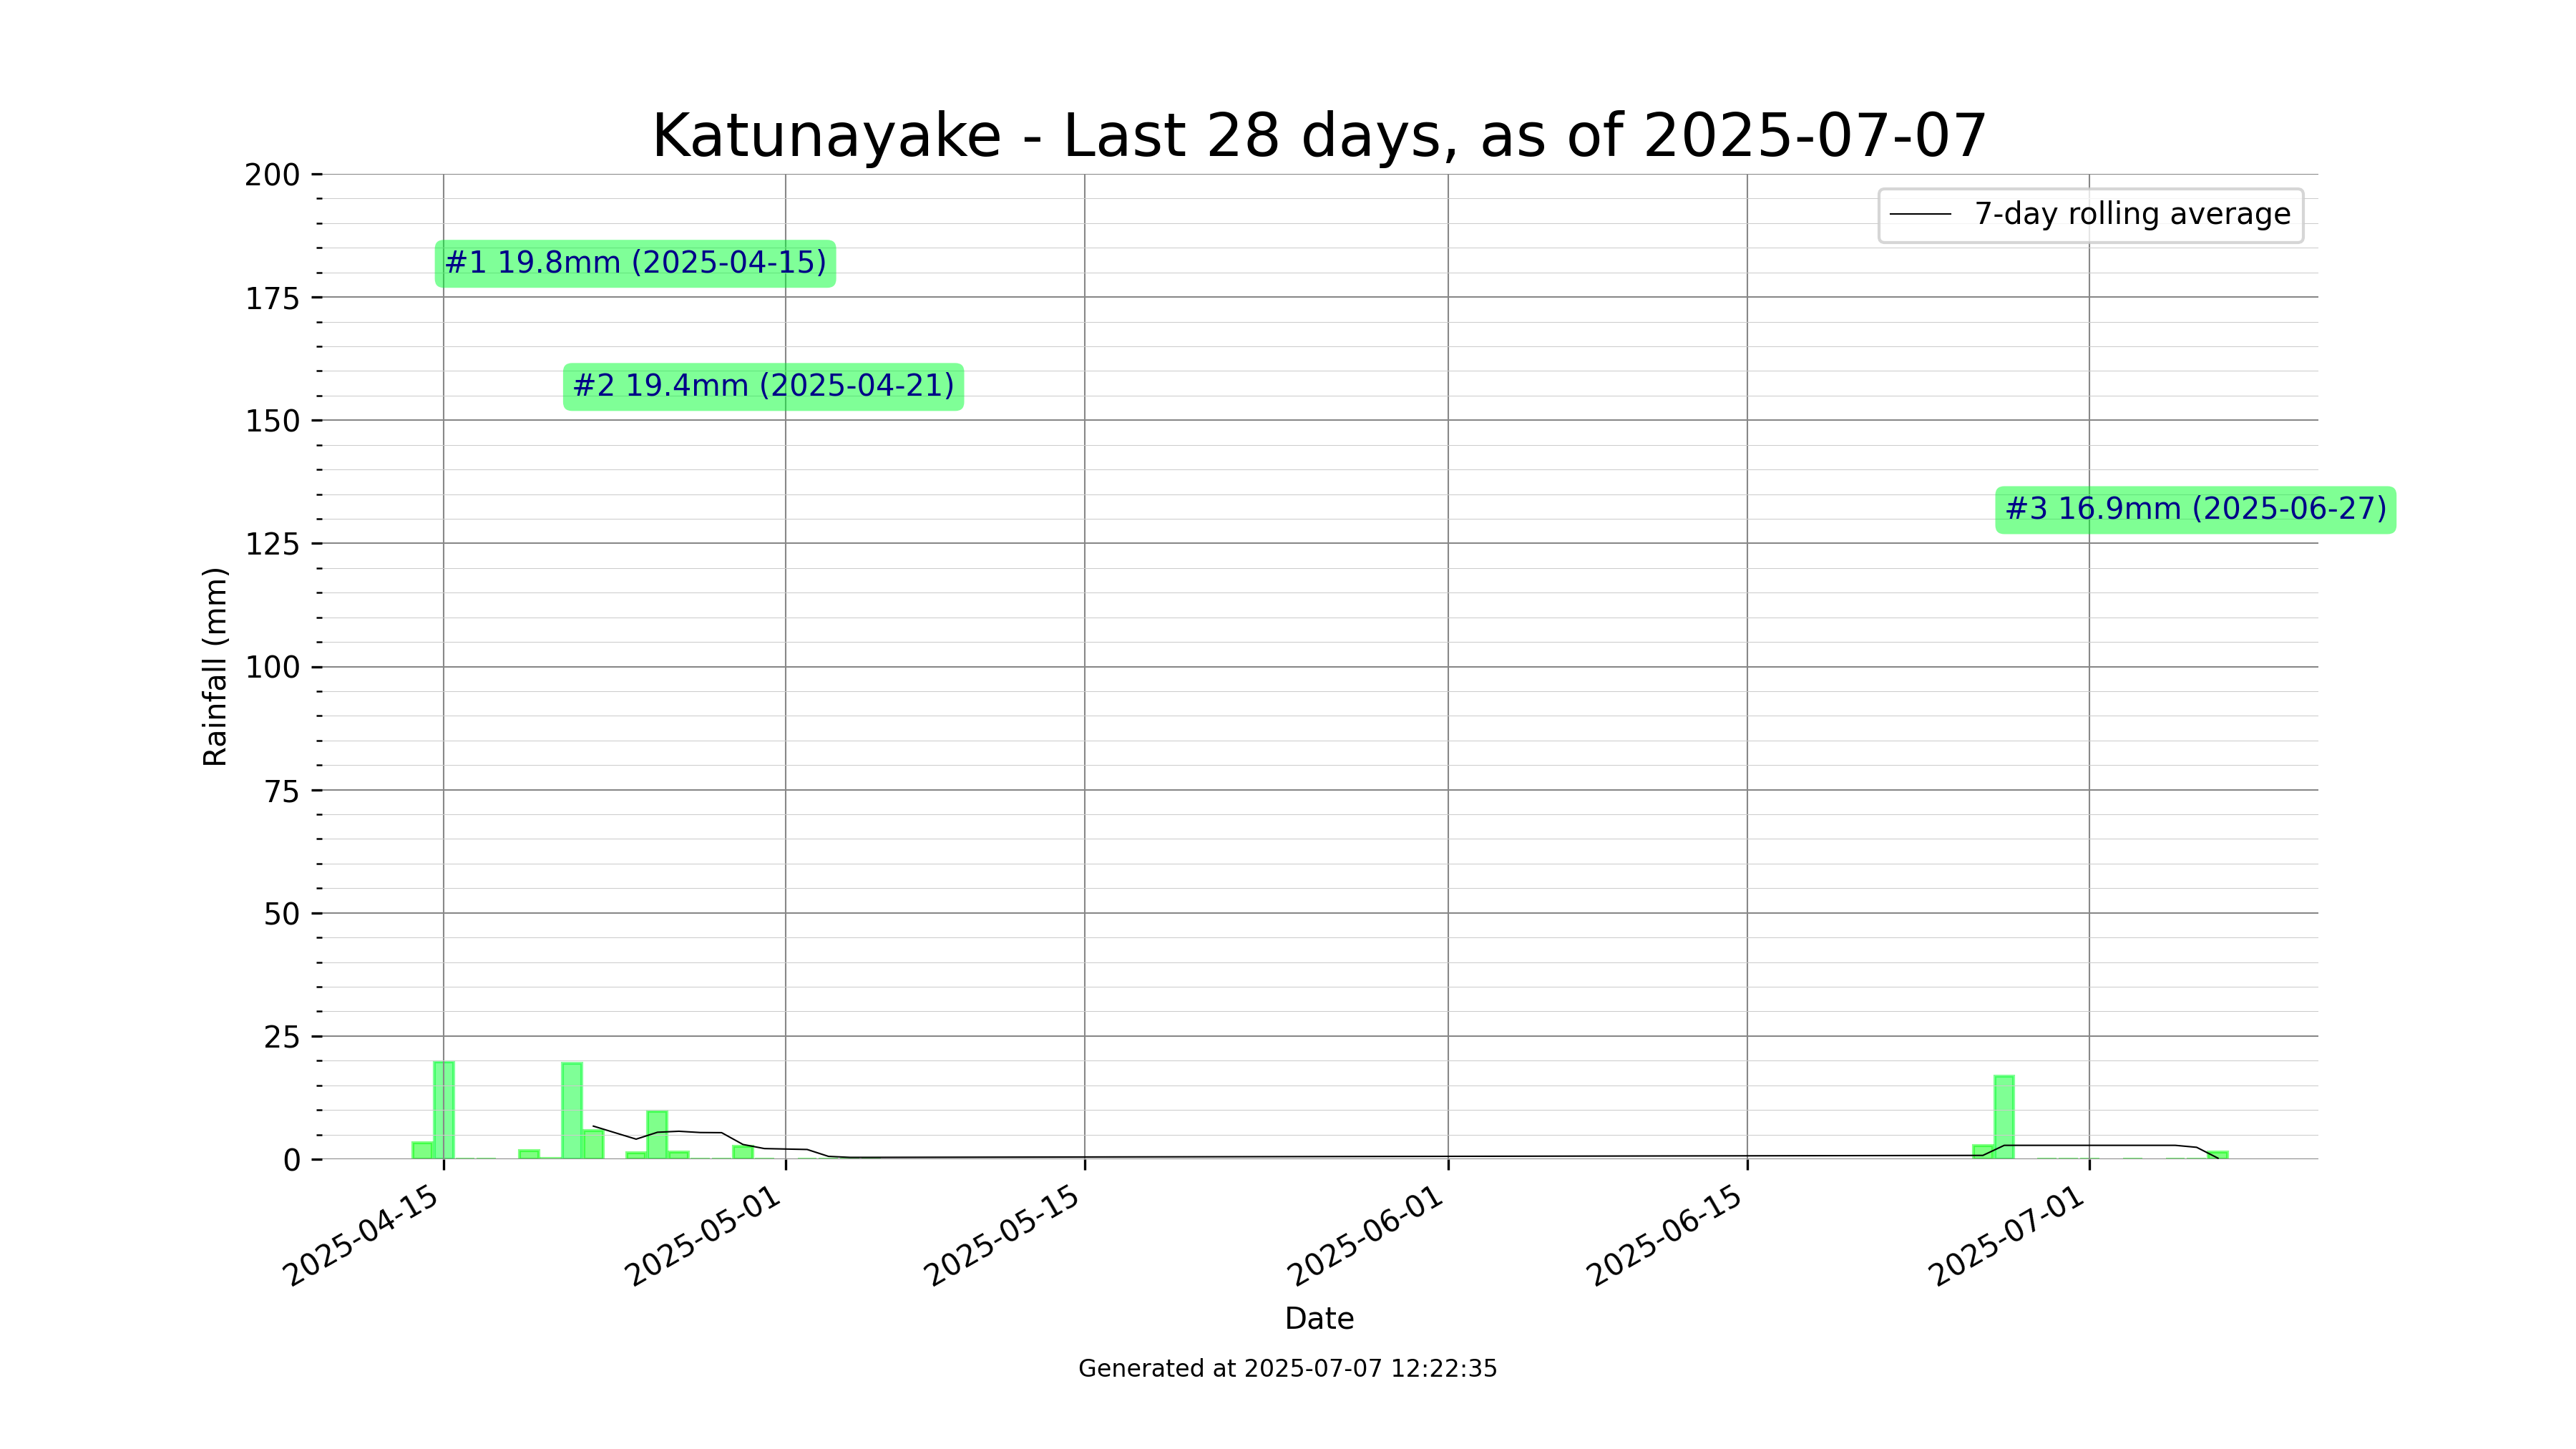 Katunayake - Last 28 days, as of 2025-07-07
200
175
150
125
100
75
50
25
0
Rainfall (mm)
7-day rolling average
#1 19.8mm (2025-04-15)
#2 19.4mm (2025-04-21)
#3 16.9mm (2025-06-27)
2025-04-15
2025-05-01
2025-05-15
2025-06-01
2025-06-15
2025-07-01
Date
Generated at 2025-07-07 12:22:35